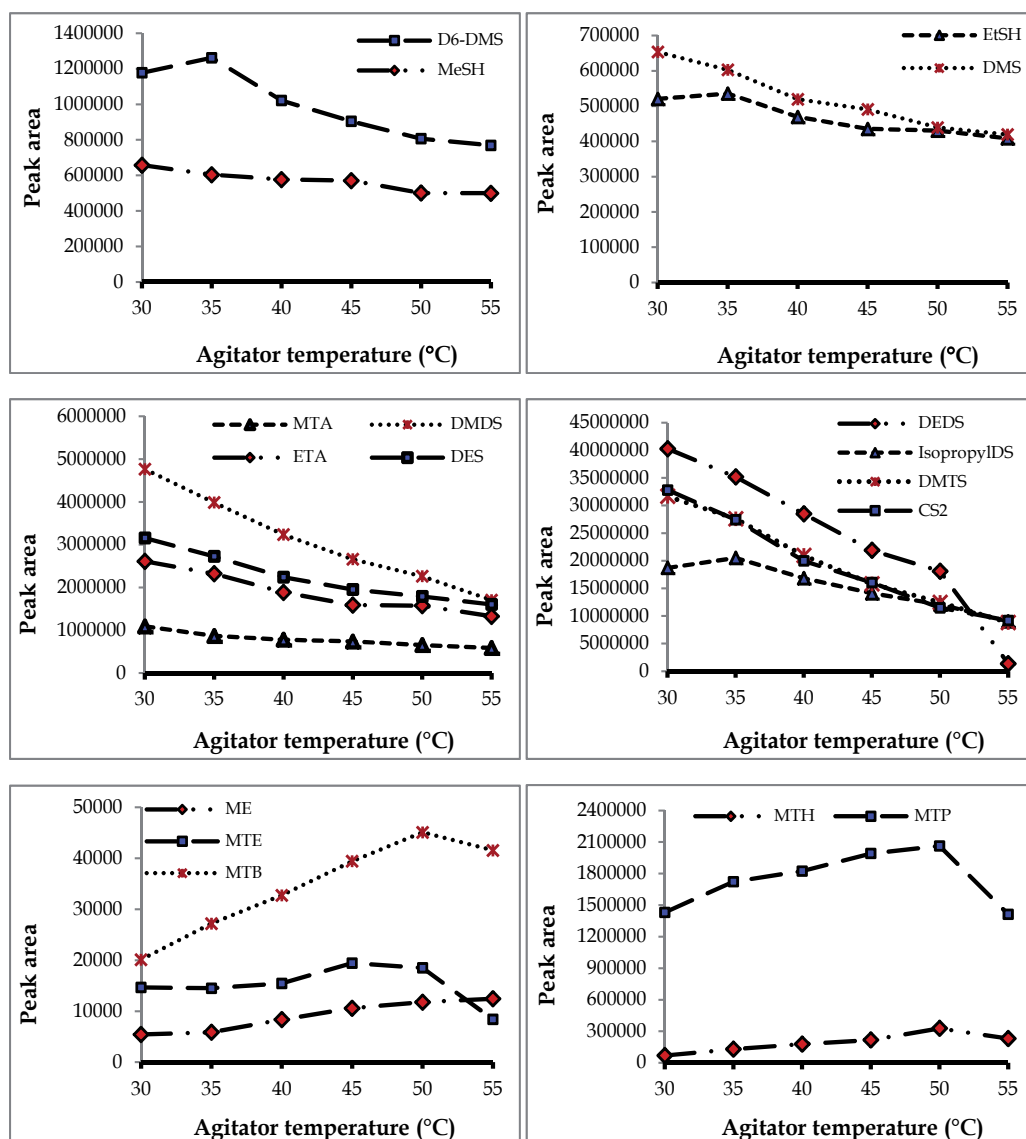 1400000
1200000
1000000
800000
600000
400000
200000
0
Peak area
D6-DMS
MeSH
30 35 40 45 50 55
Agitator temperature (°C)
700000
600000
500000
400000
300000
200000
100000
0
Peak area
EtSH
DMS
30 35 40 45 50 55
Agitator temperature (°C)
6000000
5000000
4000000
3000000
2000000
1000000
0
Peak area
MTA DMDS
ETA DES
30 35 40 45 50 55
Agitator temperature (°C)
45000000
40000000
35000000
30000000
25000000
20000000
15000000
10000000
5000000
0
Peak area
DEDS
IsopropylDS
DMTS
CS2
30 35 40 45 50 55
Agitator temperature (°C)
50000
40000
30000
20000
10000
0
Peak area
ME
MTE
MTB
30 35 40 45 50 55
Agitator temperature (°C)
2400000
2100000
1800000
1500000
1200000
900000
600000
300000
0
Peak area
MTH MTP
30 35 40 45 50 55
Agitator temperature (°C)